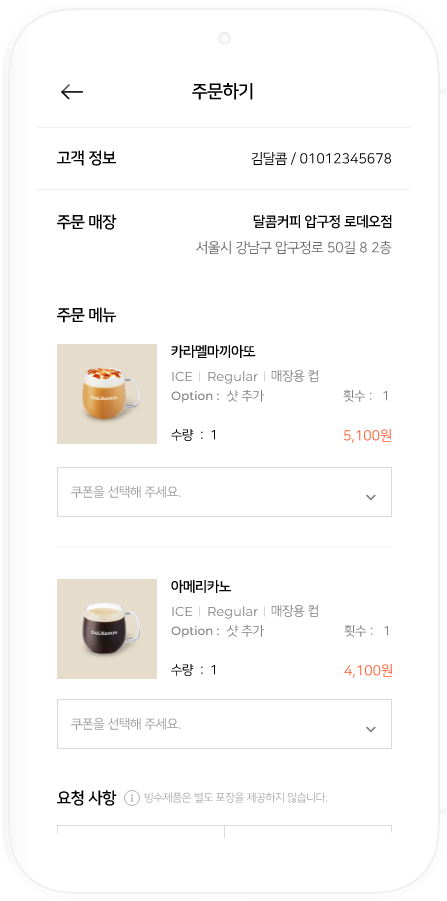 주문하기
고객 정보 김달콤 / 01012345678
주문 매장 달콤커피 압구정 로데오점
서울시 강남구 압구정로 50길 8 2층
주문 메뉴
카라멜마끼아또
ICE | Regular | 매장용 컵
Option : 샷 추가 횟수 : 1
수량 : 1 5,100원
쿠폰을 선택해 주세요.
아메리카노
ICE | Regular | 매장용 컵
Option : 샷 추가 횟수 : 1
수량 : 1 4,100원
쿠폰을 선택해 주세요.
요청 사항 빙수제품은 별도 포장을 제공하지 않습니다.